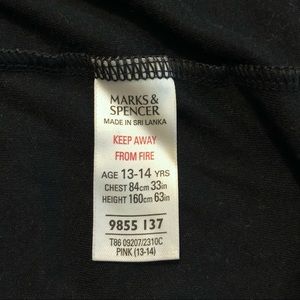 MARKS &
SPENCER
MADE IN SRI LANKA
KEEP AWAY
FROM FIRE
AGE 13-14 YRS
CHEST 84cm 33in
HEIGHT 160cm 63in
9855 137
T86 09207/2310C
PINK (13-14)